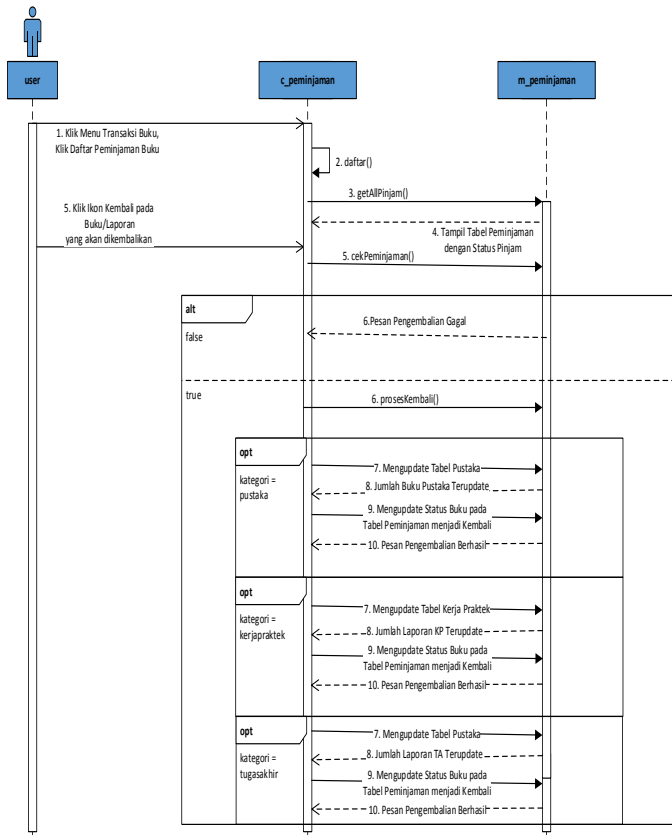 user
c_peminjaman
m_peminjaman
1. Klik Menu Transaksi Buku,
Klik Daftar Peminjaman Buku
2. daftar()
3. getAllPinjam()
4. Tampil Tabel Peminjaman
dengan Status Pinjam
5. Klik Ikon Kembali pada
Buku/Laporan
yang akan dikembalikan
5. cekPeminjaman()
alt
false
6.Pesan Pengembalian Gagal
true
6. prosesKembali()
opt
kategori =
pustaka
7. Mengupdate Tabel Pustaka
8. Jumlah Buku Pustaka Terupdate
9. Mengupdate Status Buku pada
Tabel Peminjaman menjadi Kembali
10. Pesan Pengembalian Berhasil
opt
kategori =
kerjapraktek
7. Mengupdate Tabel Kerja Praktek
8. Jumlah Laporan KP Terupdate
9. Mengupdate Status Buku pada
Tabel Peminjaman menjadi Kembali
10. Pesan Pengembalian Berhasil
opt
kategori =
tugasakhir
7. Mengupdate Tabel Pustaka
8. Jumlah Laporan TA Terupdate
9. Mengupdate Status Buku pada
Tabel Peminjaman menjadi Kembali
10. Pesan Pengembalian Berhasil